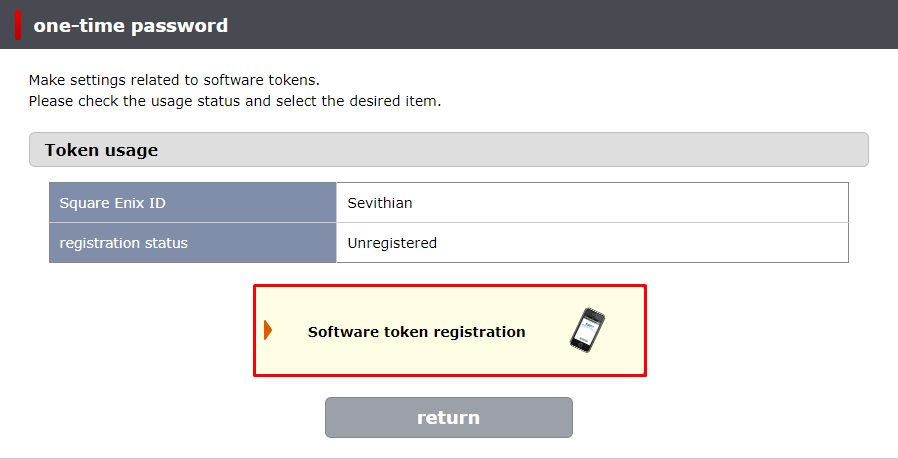 one-time password
Make settings related to software tokens.
Please check the usage status and select the desired item.
Token usage
Square Enix ID
Sevithian
registration status
Unregistered
Software token registration
return